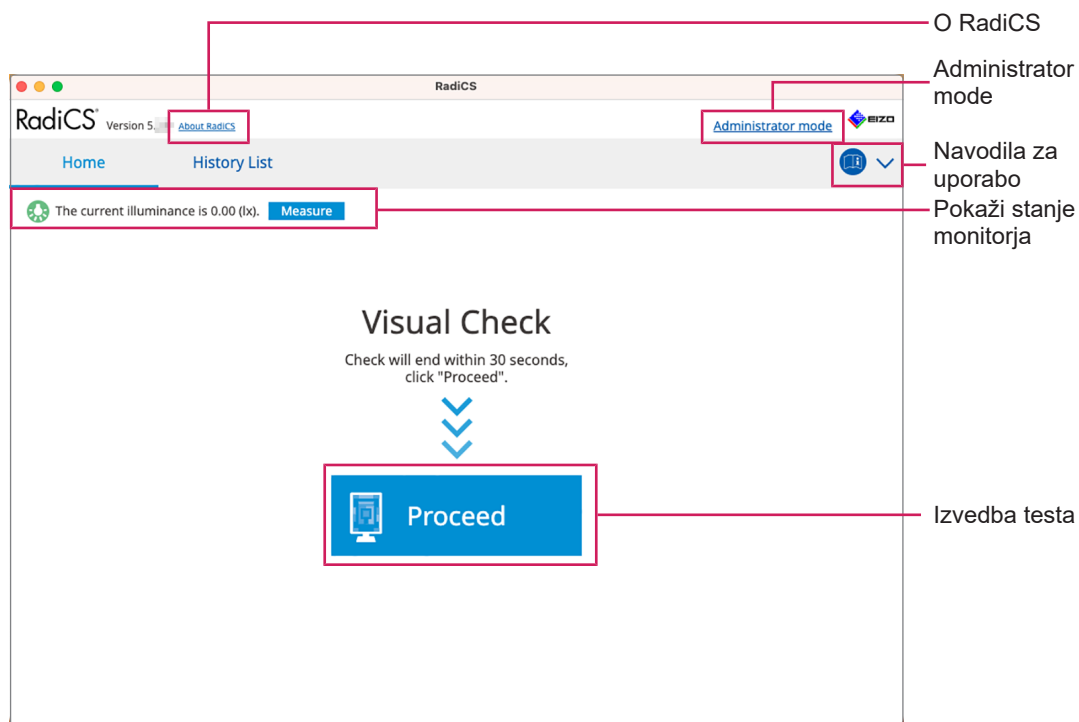 O RadiCS
Administrator
mode
RadiCS
RadiCS® Version 5. About RadiCS
Administrator mode EIZO
Home History List
Navodila za
uporabo
The current illuminance is 0.00 (lx). Measure
Pokaži stanje
monitorja
Visual Check
Check will end within 30 seconds,
click "Proceed".
Proceed
Izvedba testa